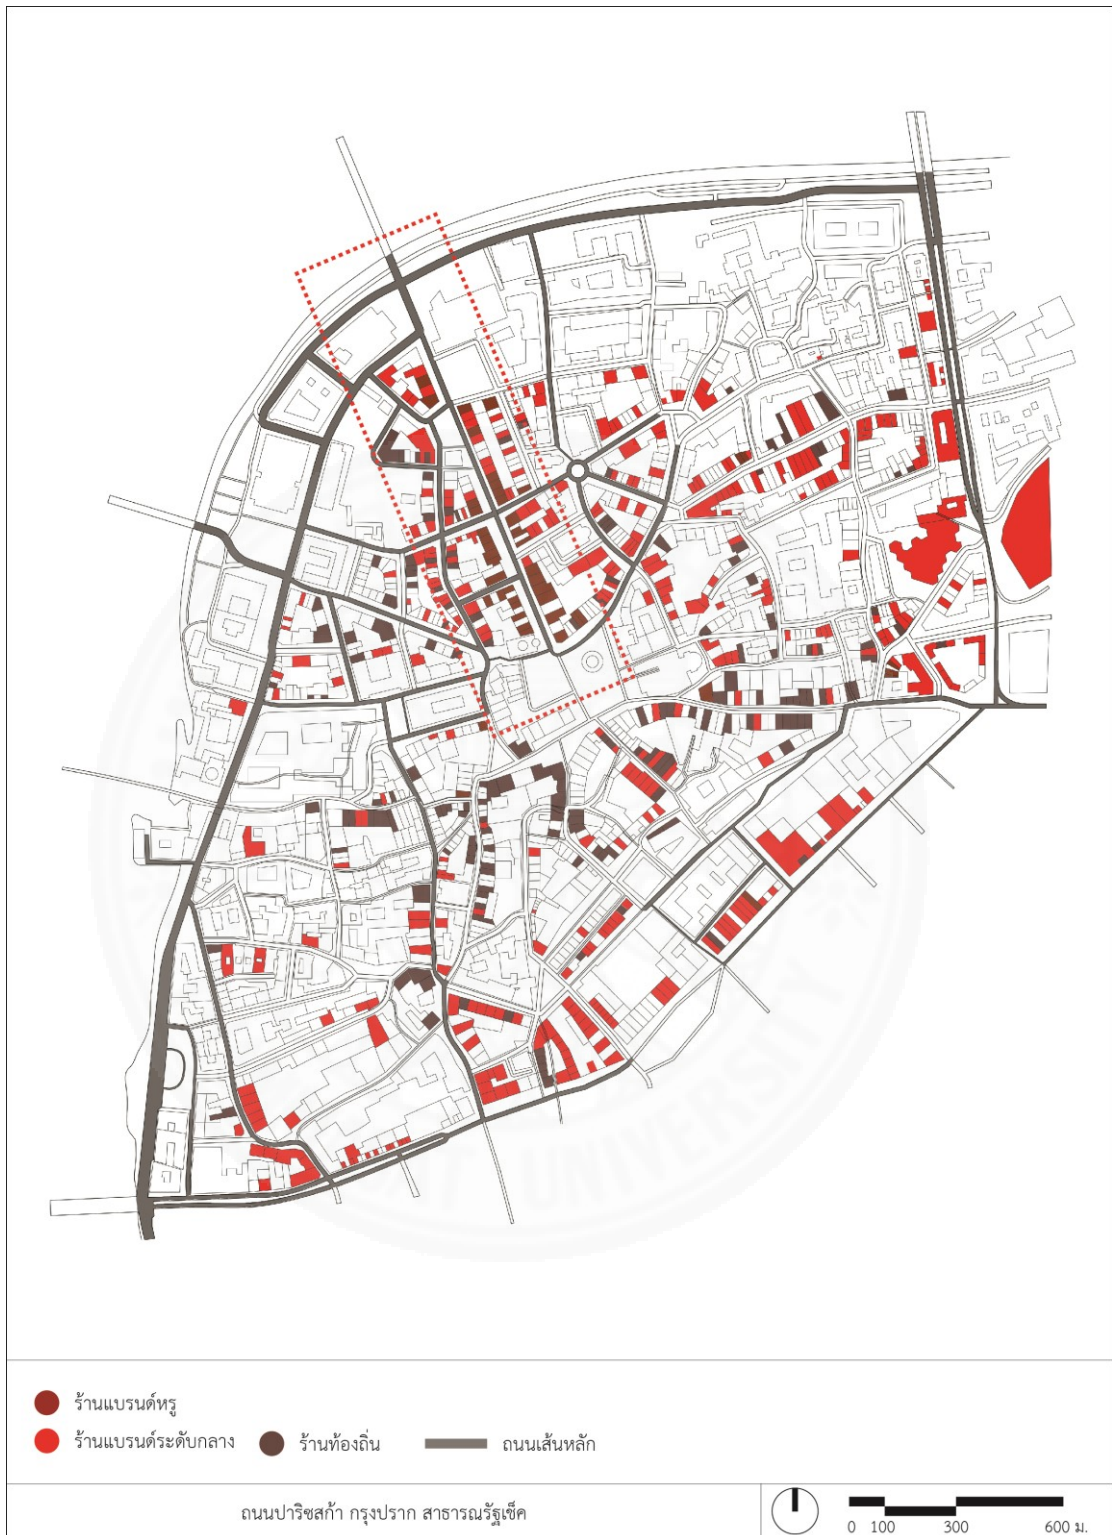 UNIVERSITY
ร้านแบรนด์หรู
ร้านแบรนด์ระดับกลาง
ร้านท้องถิ่น
ถนนเส้นหลัก
ถนนปาริซสก้า กรุงปราก สาธารณรัฐเช็ค
0 100 300 600 ม.